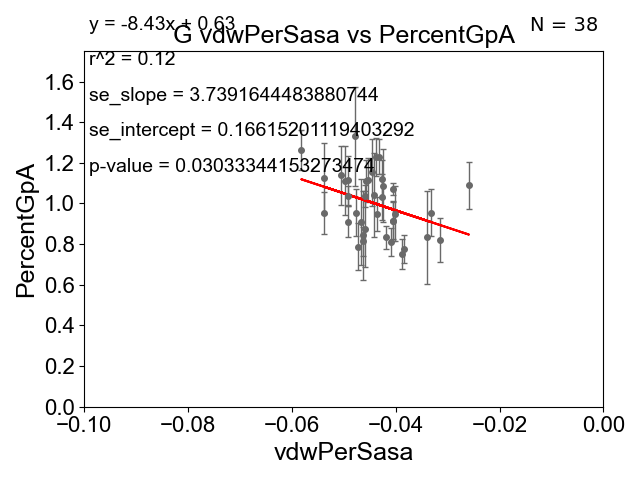 y = -8.43x + 0.63
N = 38
G vdwPerSasa vs PercentGpA
r^2 = 0.12
se_slope = 3.7391644483880744
se_intercept = 0.16615201119403292
p-value = 0.03033344153273474
PercentGpA
1.6
1.4
1.2
1.0
0.8
0.6
0.4
0.2
0.0
−0.10 −0.08 −0.06 −0.04 −0.02 0.00
vdwPerSasa